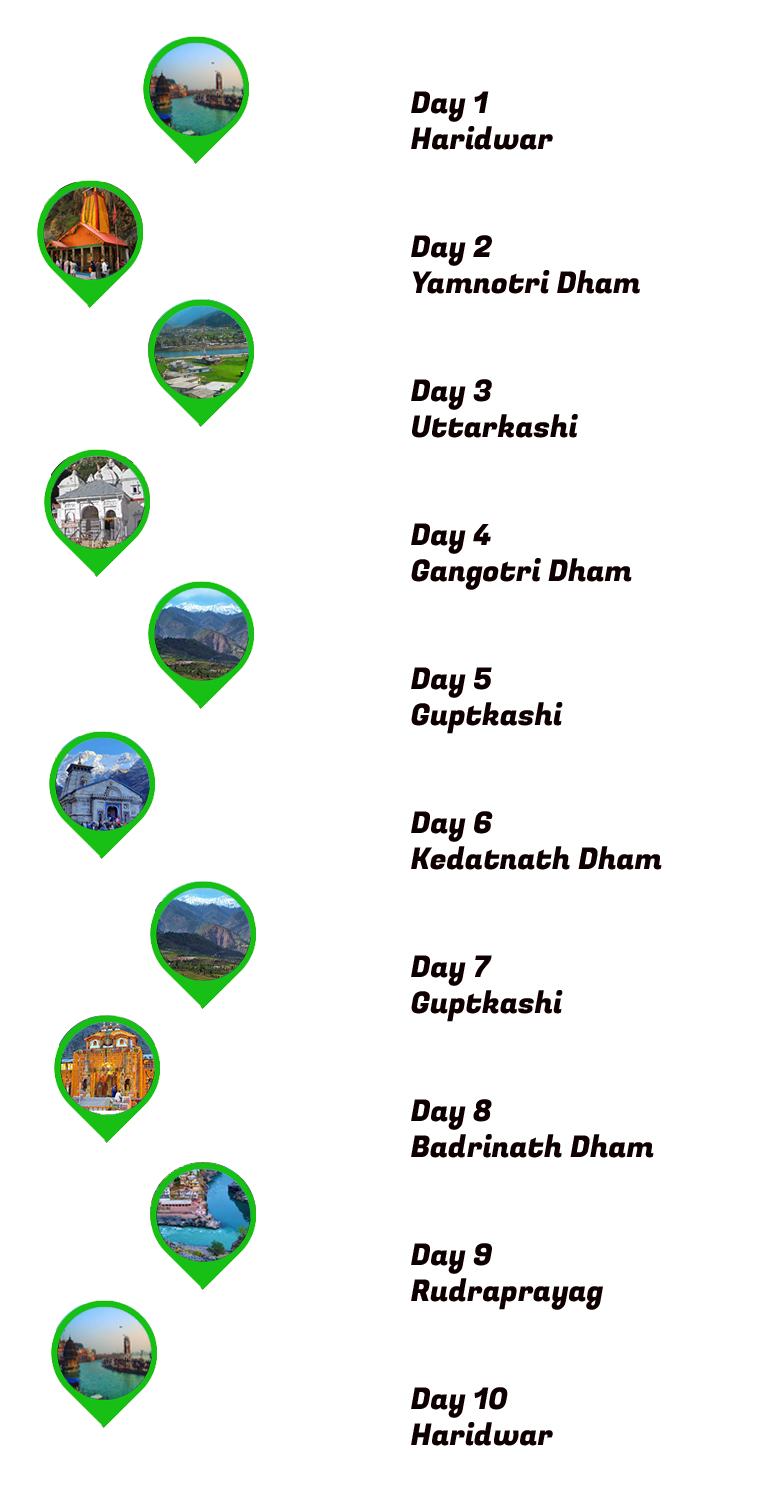 Day 1
Haridwar
Day 2
Yamnotri Dham
Day 3
Uttarkashi
Day 4
Gangotri Dham
Day 5
Guptkashi
Day 6
Kedatnath Dham
Day 7
Guptkashi
Day 8
Badrinath Dham
Day 9
Rudraprayag
Day 10
Haridwar